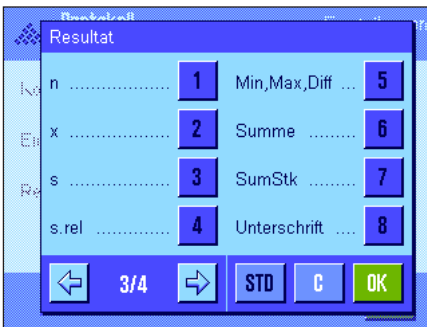 Protokoll
Resultat
n .................. 1
x .................. 2
s .................. 3
s.rel ............. 4
Min,Max,Diff ... 5
Summe ......... 6
SumStk ......... 7
Unterschrift .... 8
3/4
STD C OK